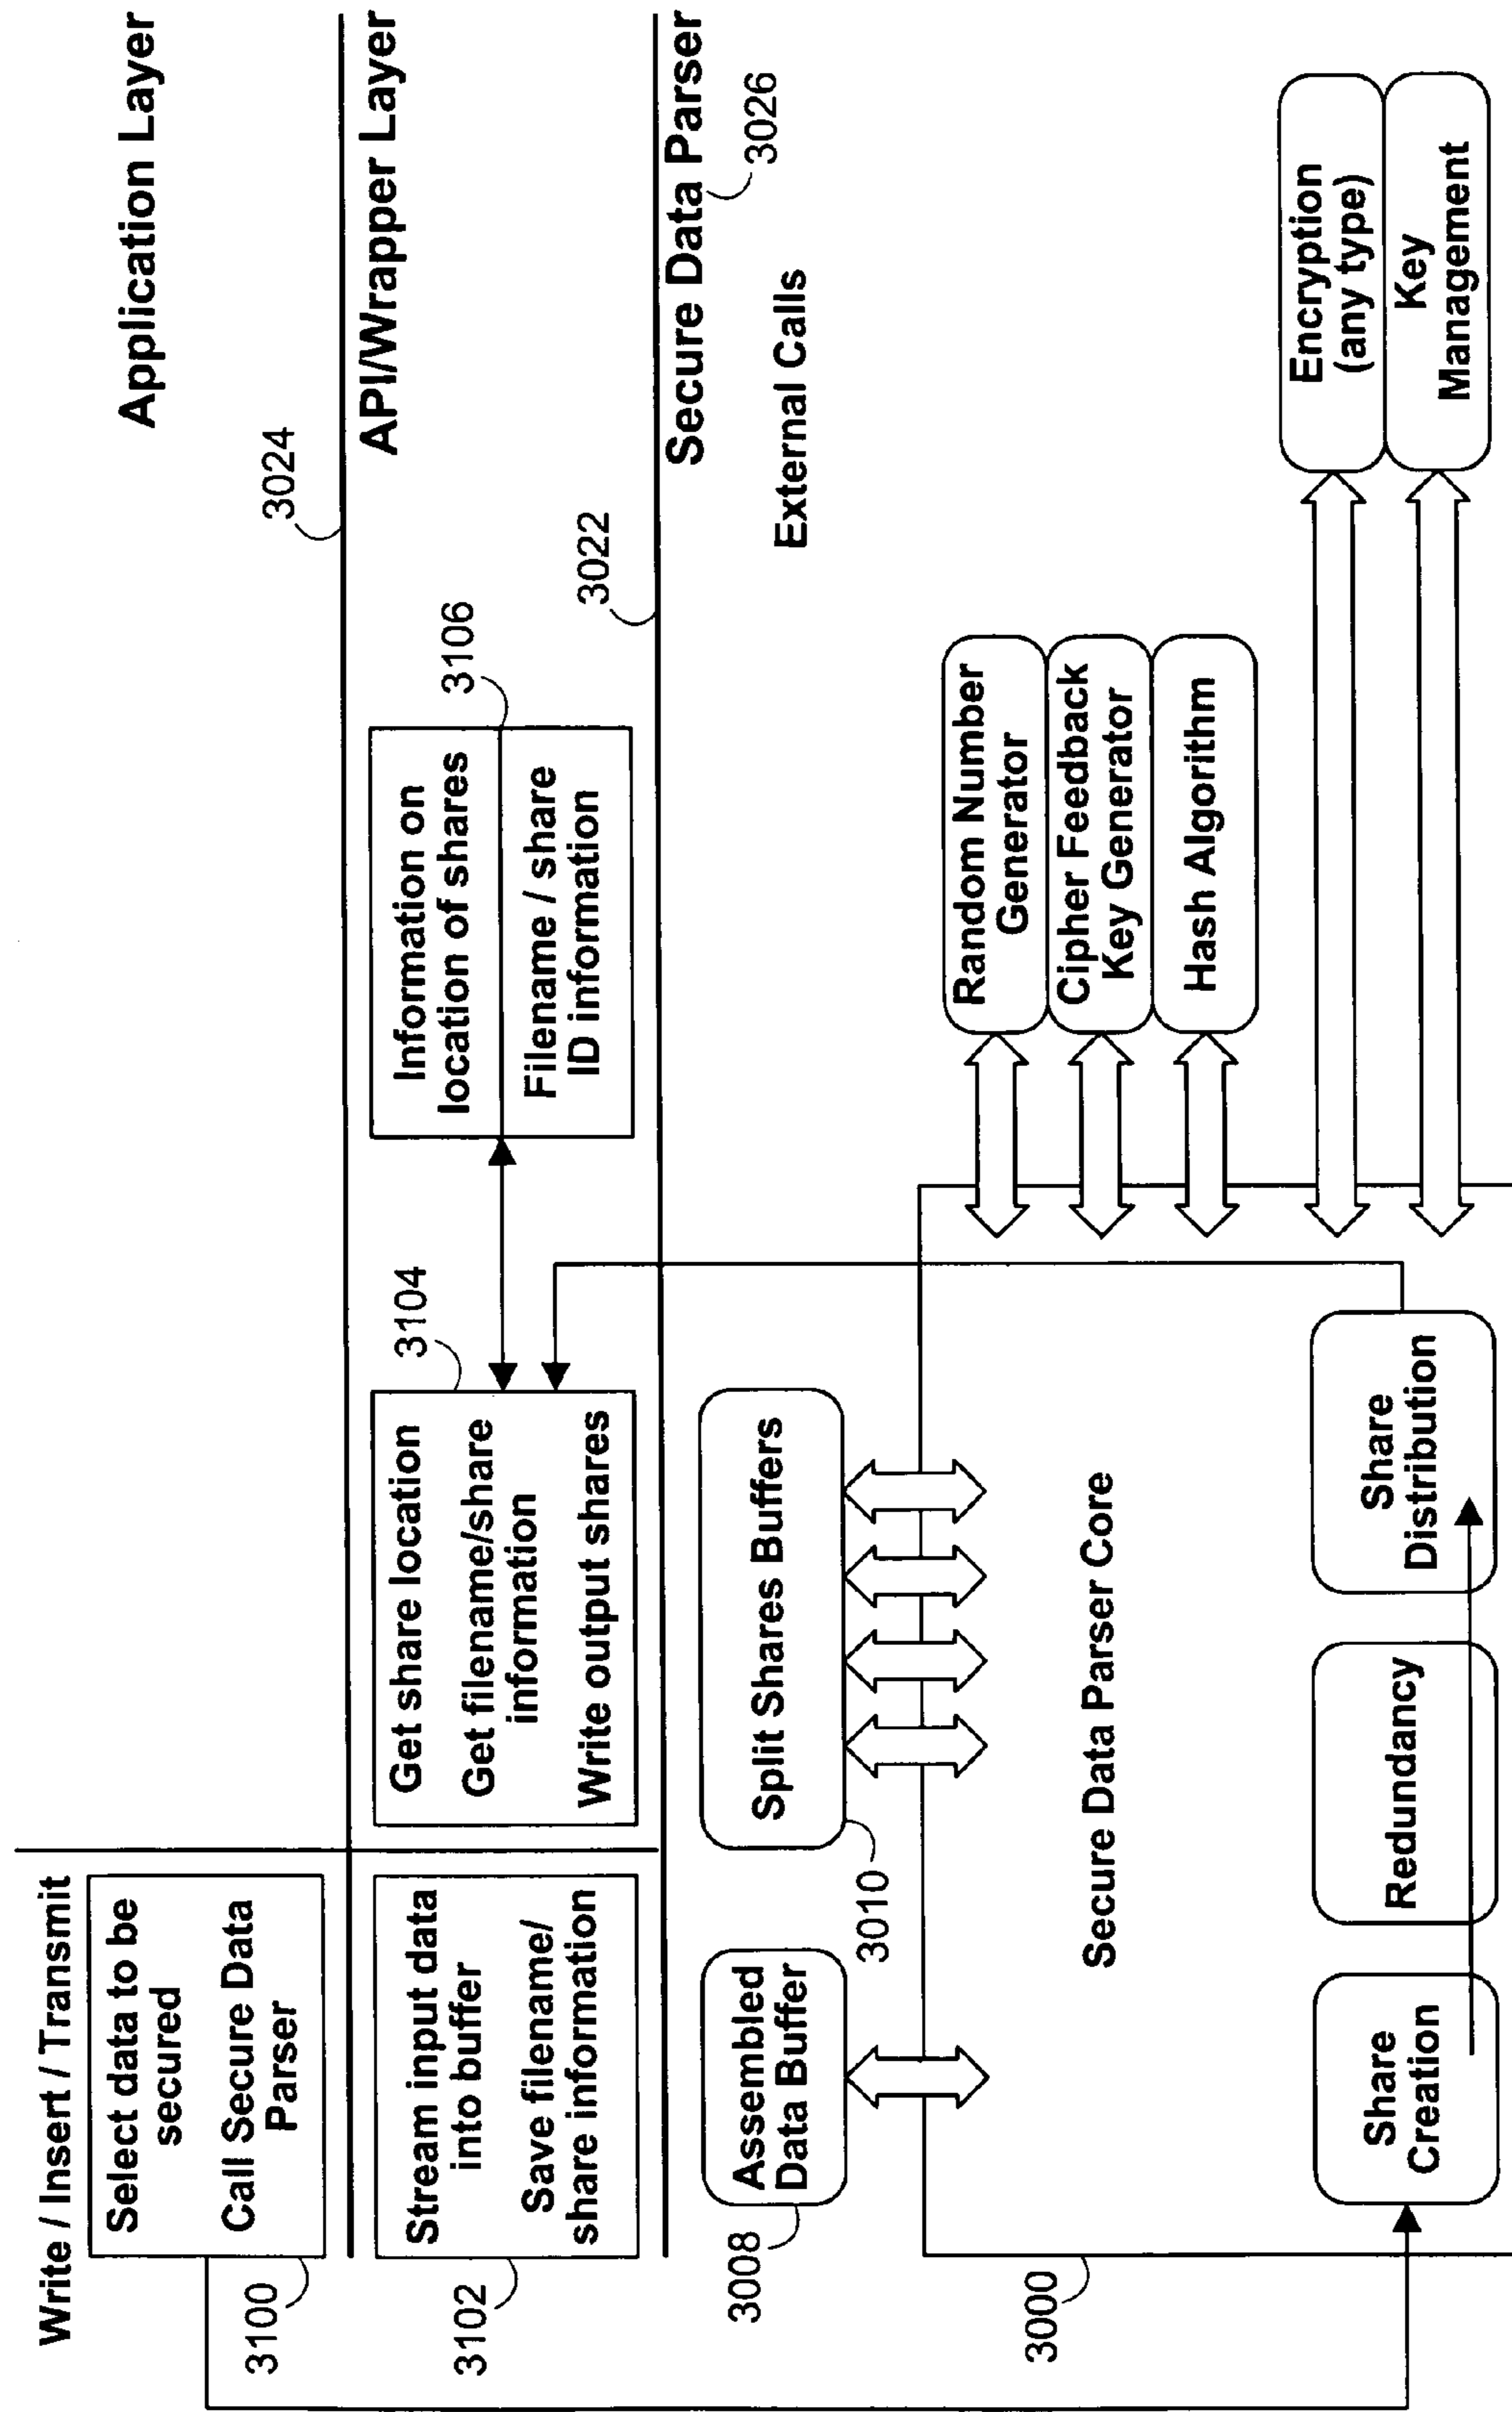 Write / Insert / Transmit
Application Layer
Select data to be
secured
Call Secure Data
Parser
3100
3024
API/Wrapper Layer
Stream input data
into buffer
Save filename/
share information
3102
Get share location
Get filename/share
information
Write output shares
3104
Information on
location of shares
Filename / share
ID information
3106
3022
Secure Data Parser
3026
External Calls
Assembled
Data Buffer
3008
Split Shares Buffers
3010
3000
Secure Data Parser Core
Random Number
Generator
Cipher Feedback
Key Generator
Hash Algorithm
Encryption
(any type)
Key
Management
Share
Creation
Redundancy
Share
Distribution